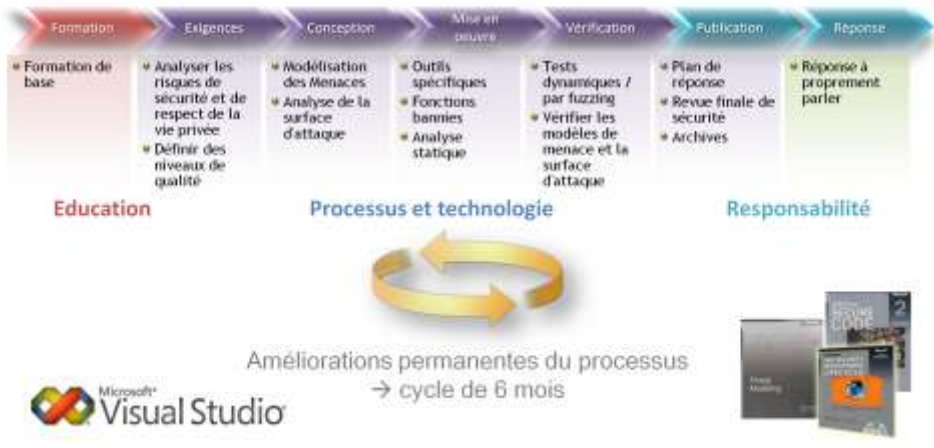 Formation
Exigences
Conception
Mise en
oeuvre
Vérification
Publication
Réponse
Formation de
base
Analyser les
risques de
sécurité et de
respect de la
vie privée
Définir des
niveaux de
qualité
Modélisation
des Menaces
Analyse de la
surface
d'attaque
Outils
spécifiques
Fonctions
bannies
Analyse
statique
Tests
dynamiques /
par fuzzing
Vérifier les
modèles de
menace et la
surface
d'attaque
Plan de
réponse
Revue finale de
sécurité
Archives
Réponse à
proprement
parler
Education
Processus et technologie
Responsabilité
Améliorations permanentes du processus
→ cycle de 6 mois
Microsoft®
Visual Studio
CODE
2
Threat
Modeling